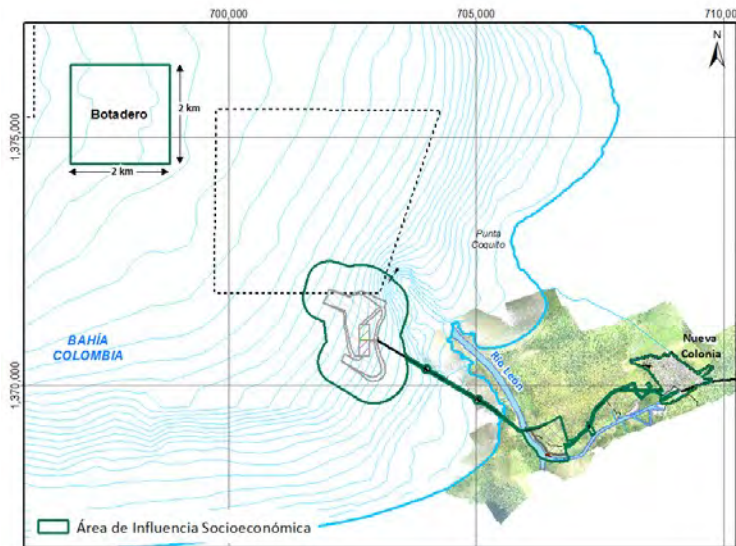 700,000
705,000
710,000
N
Botadero
2 km
2 km
1,375,000
Punta
Coquito
BAHÍA
COLOMBIA
Río León
Nueva
Colonia
1,370,000
Área de Influencia Socioeconómica